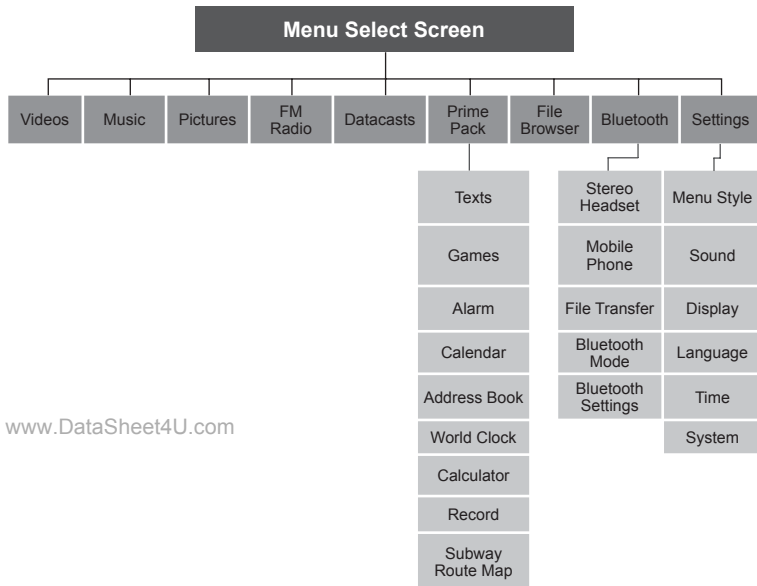 Menu Select Screen
Videos
Music
Pictures
FM
Radio
Datacasts
Prime
Pack
File
Browser
Bluetooth
Settings
Texts
Games
Alarm
Calendar
Address Book
World Clock
Calculator
Record
Subway
Route Map
Stereo
Headset
Mobile
Phone
File Transfer
Bluetooth
Mode
Bluetooth
Settings
Menu Style
Sound
Display
Language
Time
System
www.DataSheet4U.com